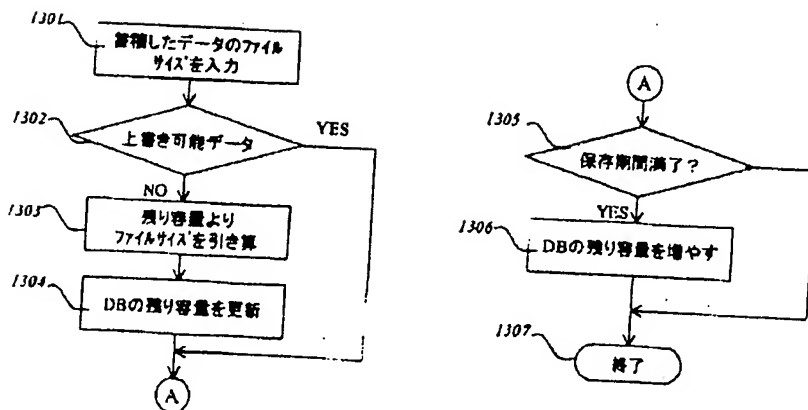 1301
蓄積したデータのファイル
サイズを入力
1302
上書き可能データ
YES
NO
1303
残り容量より
ファイルサイズを引き算
1304
DBの残り容量を更新
A
A
1305
保存期間満了?
YES
1306
DBの残り容量を増やす
1307
終了